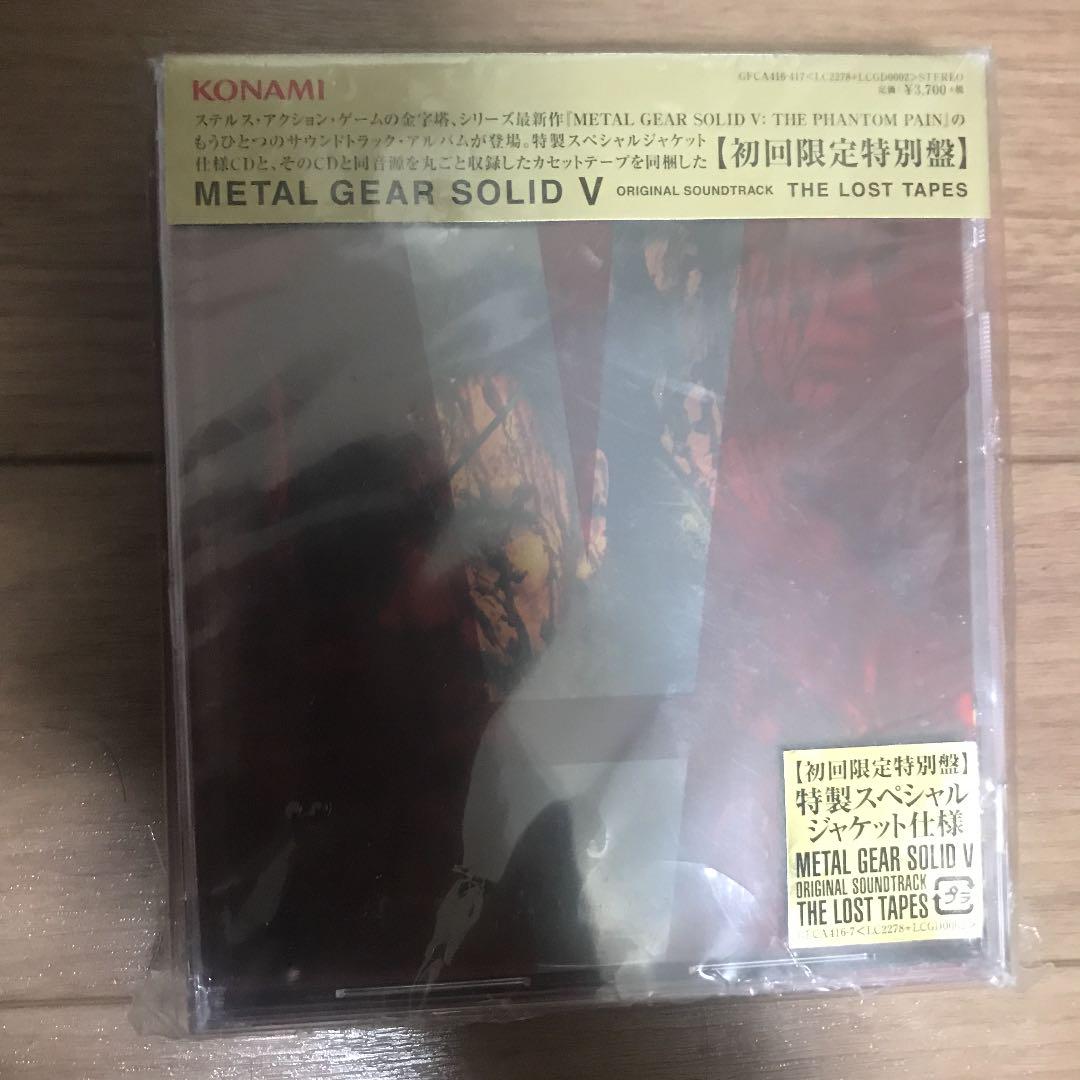 KONAMI
GFCA416-417<LC2278+LCGD0002>STEREO
定価:¥3,700+税
ステルス・アクション・ゲームの金字塔、シリーズ最新作『METAL GEAR SOLID V: THE PHANTOM PAIN』の
もうひとつのサウンドトラック・アルバムが登場。特製スペシャルジャケット
仕様CDと、そのCDと同音源を丸ごと収録したカセットテープを同梱した【初回限定特別盤】
METAL GEAR SOLID V ORIGINAL SOUNDTRACK THE LOST TAPES
【初回限定特別盤】
特製スペシャル
ジャケット仕様
METAL GEAR SOLID V
ORIGINAL SOUNDTRACK
THE LOST TAPES
プラ
GFCA416-7<LC2278+LCGD0002>